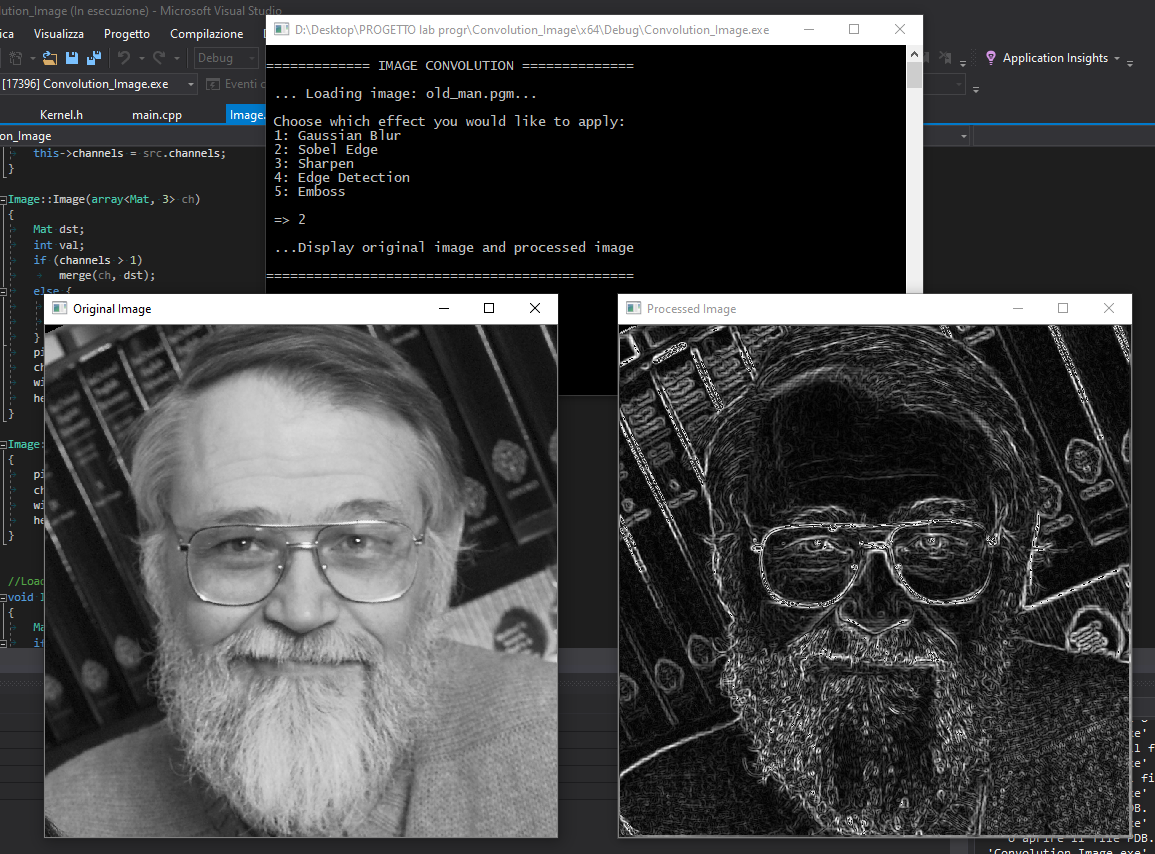 lution_Image (In esecuzione) - Microsoft Visual Studio
ica Visualizza Progetto Compilazione
Debug
[17396] Convolution_Image.exe
Eventi c
Application Insights
Kernel.h main.cpp Image.
on_Image
this->channels = src.channels;
}
Image::Image(array<Mat, 3> ch)
{
Mat dst;
int val;
if (channels > 1)
merge(ch, dst);
else {
}
pi
ch
wi
he
}
Image:
{
pi
ch
wi
he
}
//Load
void I
{
Ma
if
D:\Desktop\PROGETTO lab progr\Convolution_Image\x64\Debug\Convolution_Image.exe
============= IMAGE CONVOLUTION ==============
... Loading image: old_man.pgm...
Choose which effect you would like to apply:
1: Gaussian Blur
2: Sobel Edge
3: Sharpen
4: Edge Detection
5: Emboss
=> 2
...Display original image and processed image
==============================================
Original Image
Processed Image
xe'
l f
xe'
fi
xe'
DB.
xe'
o aprire il file PDB.
'Convolution_Image.exe'